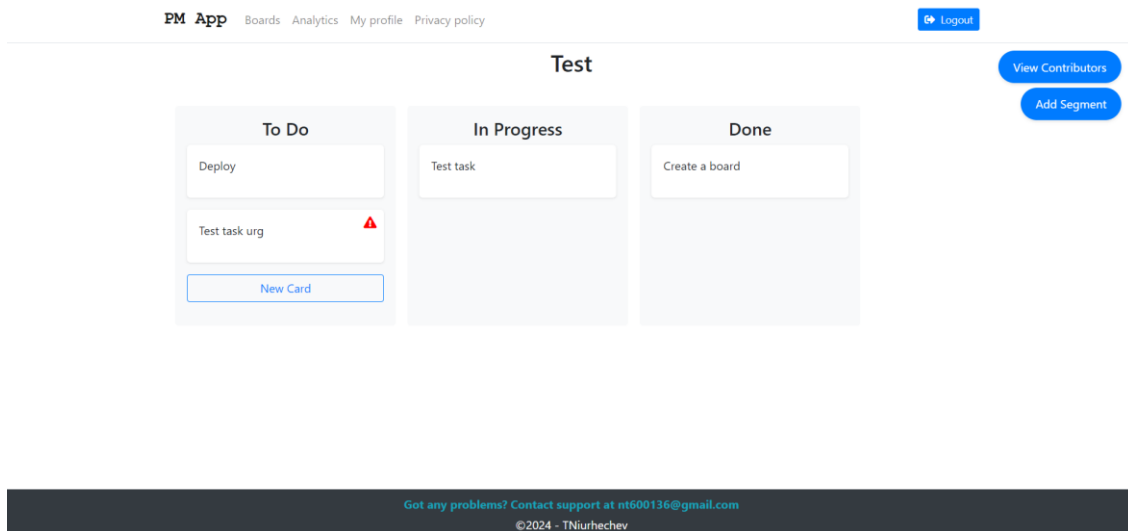 PM App Boards Analytics My profile Privacy policy Logout
Test
View Contributors
Add Segment
To Do
Deploy
Test task urg
New Card
In Progress
Test task
Done
Create a board
Got any problems? Contact support at nt600136@gmail.com
©2024 - TNiurhechev